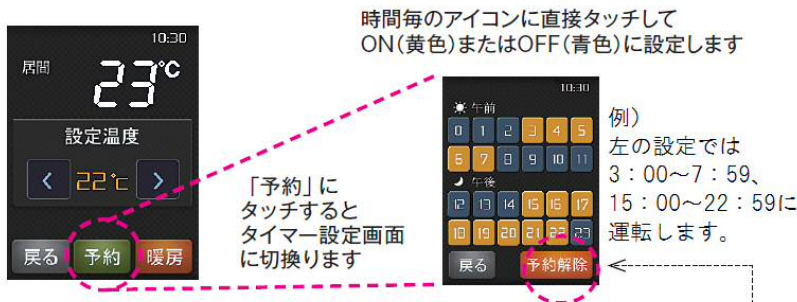 時間毎のアイコンに直接タッチして
ON(黄色)またはOFF(青色)に設定します
10:30
居間
23℃
設定温度
22℃
戻る 予約 暖房
「予約」に
タッチすると
タイマー設定画面
に切換ります
10:30
午前
0 1 2 3 4 5
6 7 8 9 10 11
午後
12 13 14 15 16 17
18 19 20 21 22 23
戻る 予約解除
例)
左の設定では
3:00〜7:59、
15:00〜22:59に
運転します。